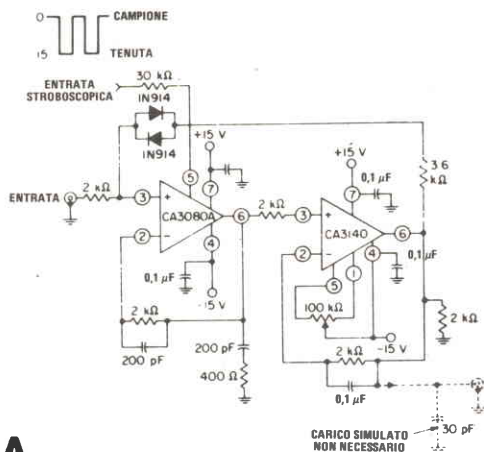 0 CAMPIONE
15 TENUTA
ENTRATA
STROBOSCOPICA
30 kΩ
1N914
1N914
+15 V
+15 V
0,1 μF
3,6
kΩ
ENTRATA
2 kΩ
3
+
5
7
CA3080A
6
2 kΩ
3
+
7
CA3140
6
2
−
4
2
−
5
1
4
0,1 μF
0,1 μF
−15 V
100 kΩ
−15 V
2 kΩ
2 kΩ
200 pF
200 pF
400 Ω
2 kΩ
0,1 μF
CARICO SIMULATO
NON NECESSARIO
30 pF
A